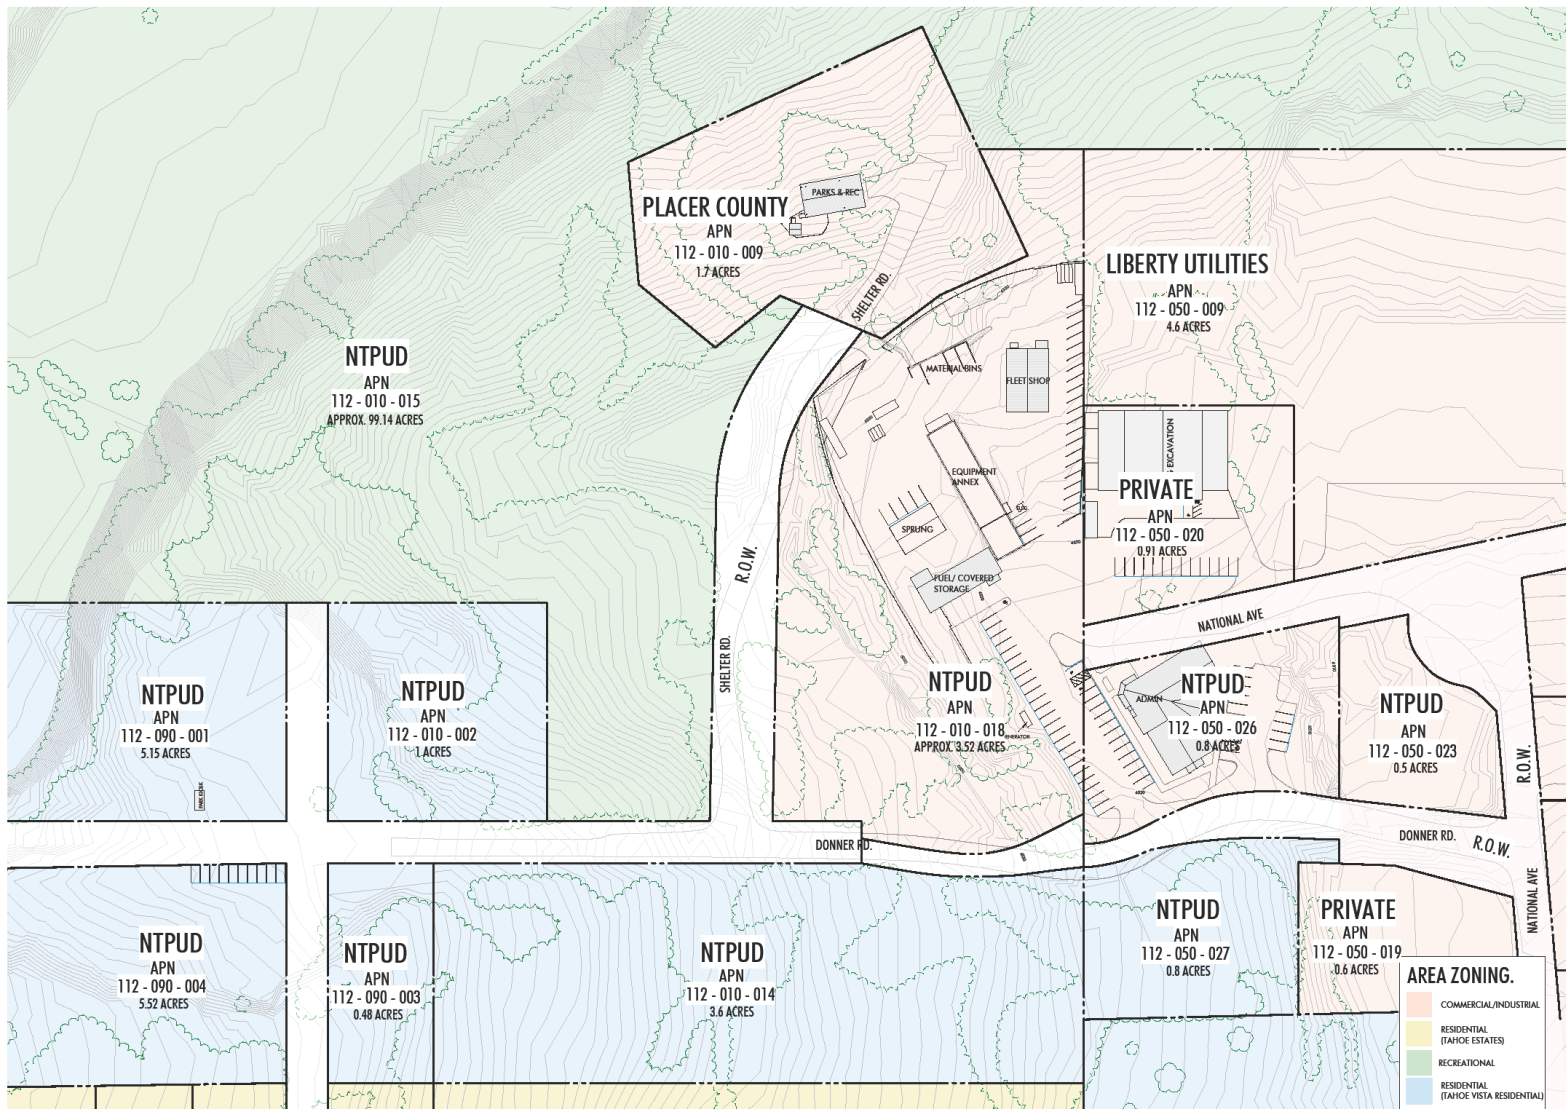 PARKS & REC
PLACER COUNTY
APN
112 - 010 - 009
1.7 ACRES
SHELTER RD.
LIBERTY UTILITIES
APN
112 - 050 - 009
4.6 ACRES
NTPUD
APN
112 - 010 - 015
APPROX. 99.14 ACRES
MATERIAL BINS
FLEET SHOP
EQUIPMENT
ANNEX
SPRUNG
FUEL/ COVERED
STORAGE
EXCAVATION
PRIVATE
APN
112 - 050 - 020
0.91 ACRES
R.O.W.
SHELTER RD.
NATIONAL AVE
NTPUD
APN
112 - 090 - 001
5.15 ACRES
NTPUD
APN
112 - 010 - 002
1 ACRES
NTPUD
APN
112 - 010 - 018
APPROX. 3.52 ACRES
ADMIN
NTPUD
APN
112 - 050 - 026
0.8 ACRES
NTPUD
APN
112 - 050 - 023
0.5 ACRES
R.O.W.
DONNER RD.
DONNER RD.
R.O.W.
NATIONAL AVE
NTPUD
APN
112 - 090 - 004
5.52 ACRES
NTPUD
APN
112 - 090 - 003
0.48 ACRES
NTPUD
APN
112 - 010 - 014
3.6 ACRES
NTPUD
APN
112 - 050 - 027
0.8 ACRES
PRIVATE
APN
112 - 050 - 019
0.6 ACRES
AREA ZONING.
COMMERCIAL/INDUSTRIAL
RESIDENTIAL
(TAHOE ESTATES)
RECREATIONAL
RESIDENTIAL
(TAHOE VISTA RESIDENTIAL)